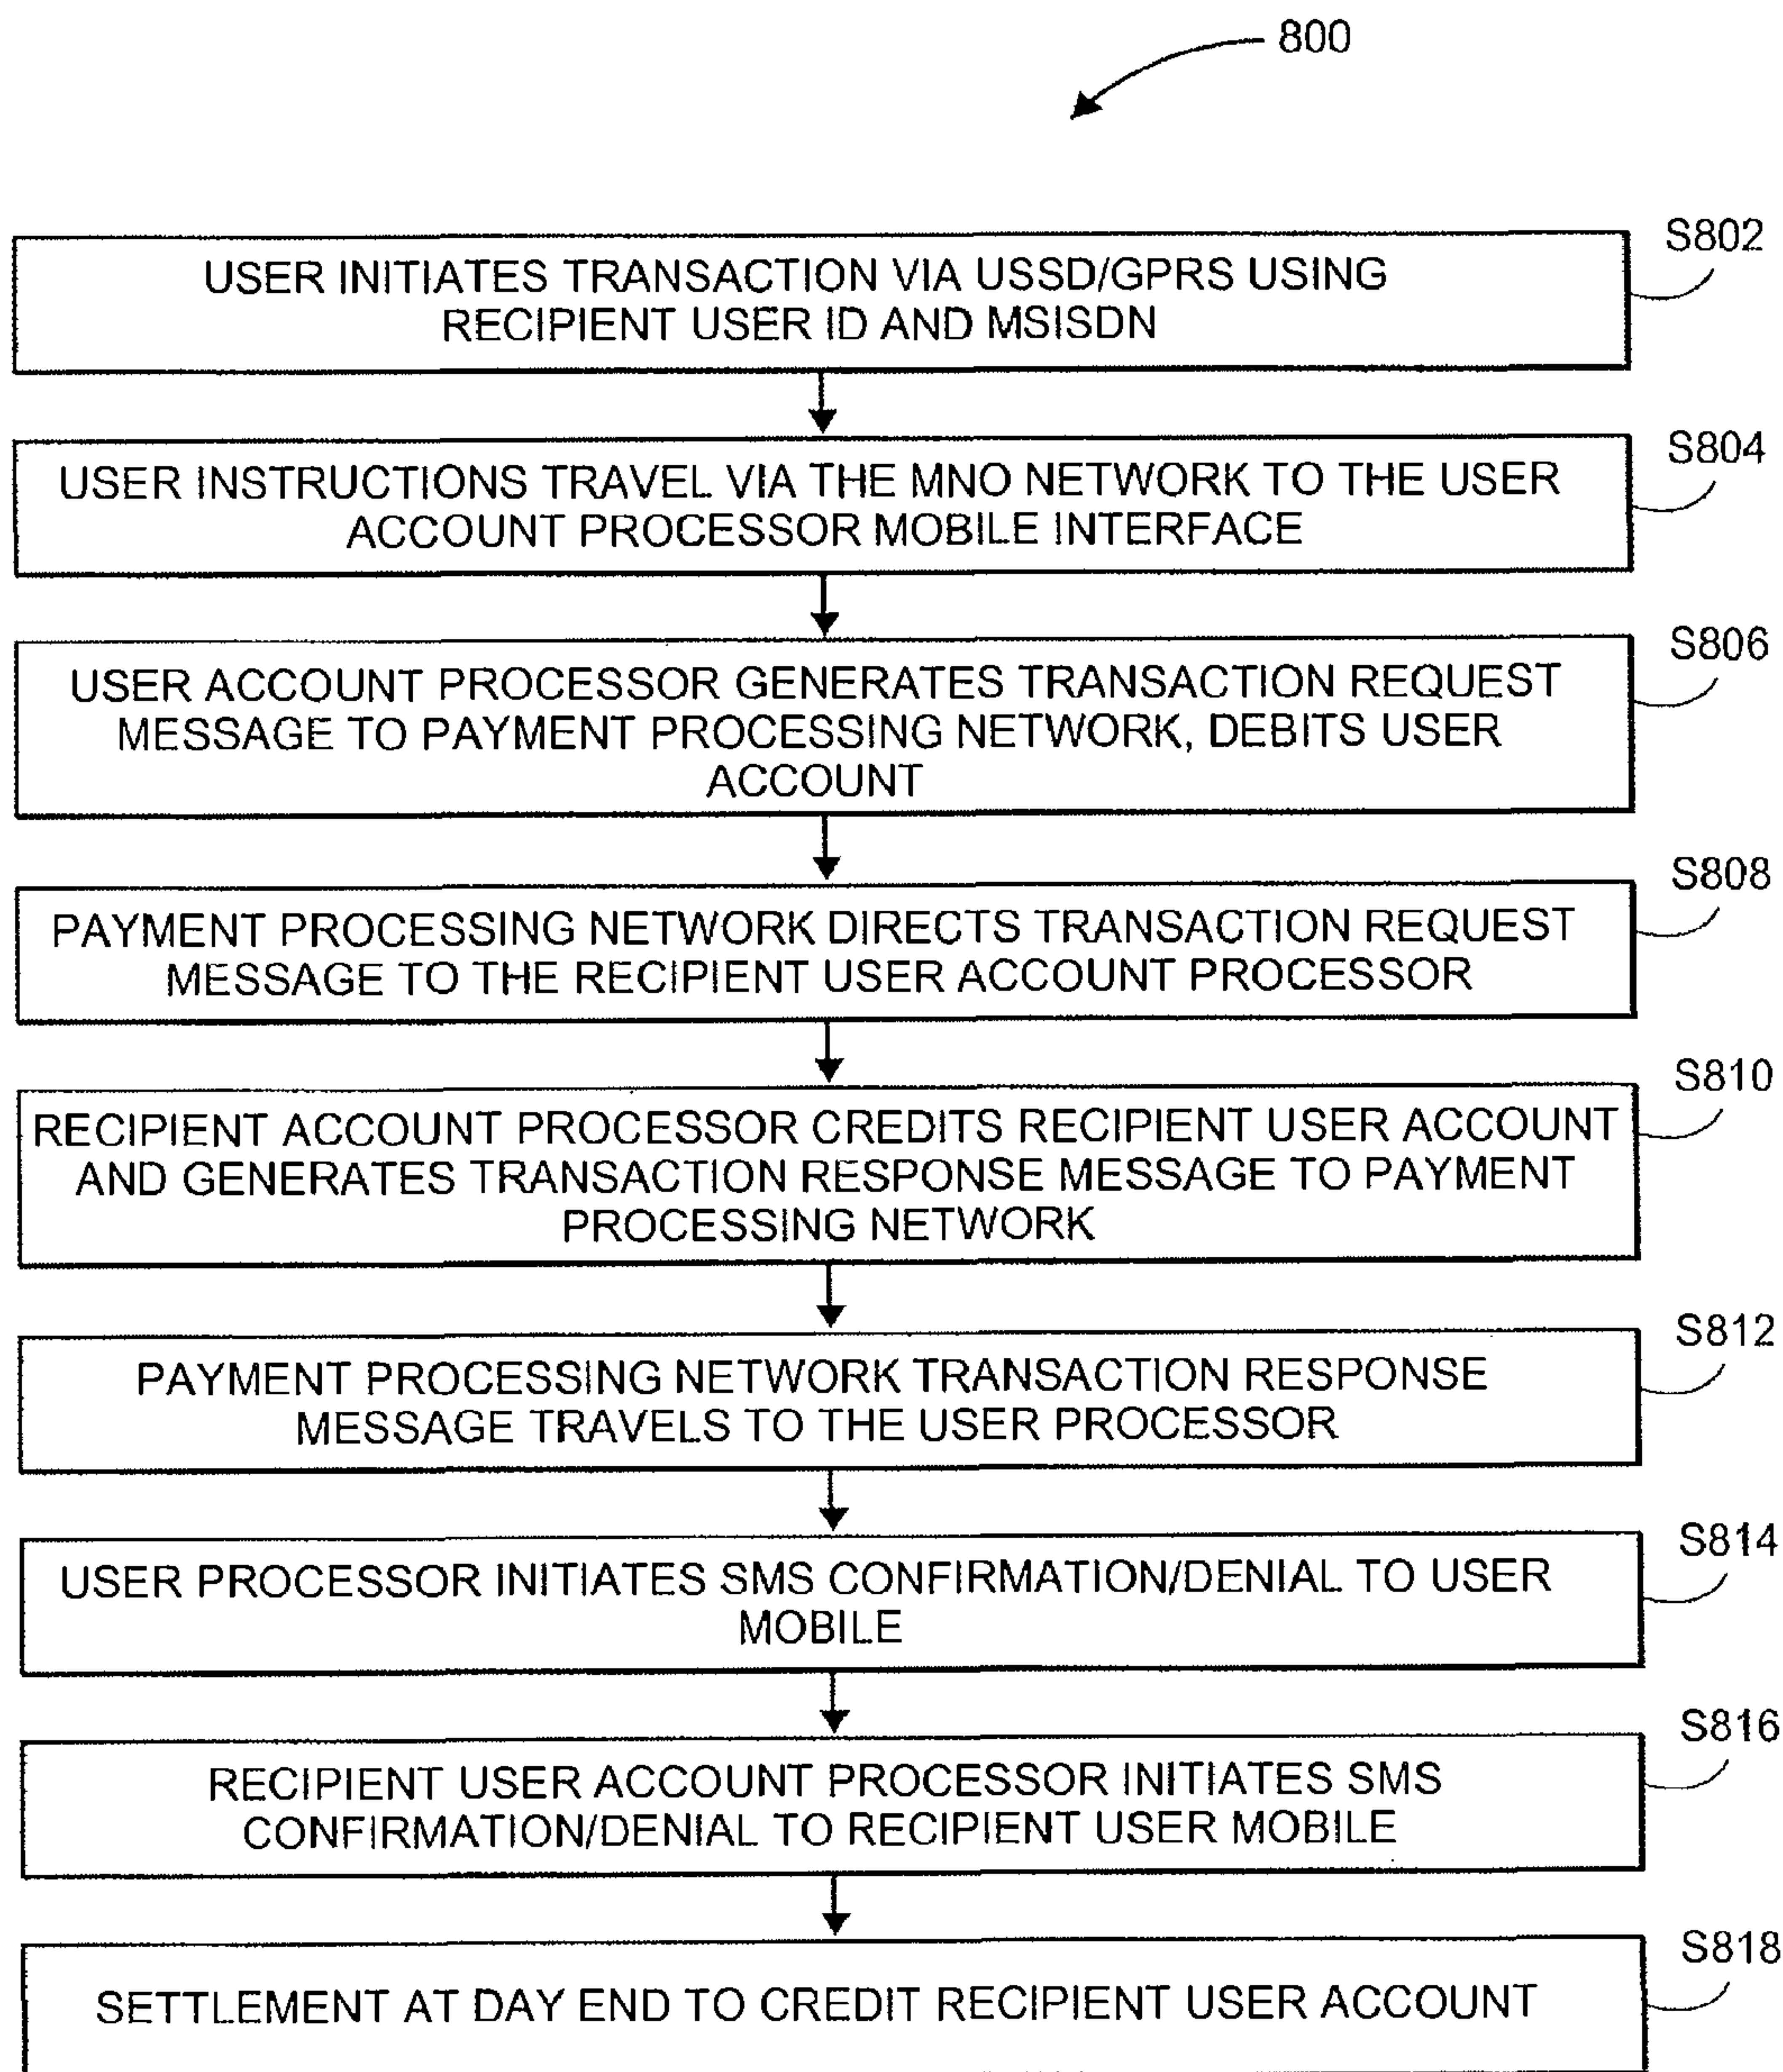 800
S802
USER INITIATES TRANSACTION VIA USSD/GPRS USING
RECIPIENT USER ID AND MSISDN
S804
USER INSTRUCTIONS TRAVEL VIA THE MNO NETWORK TO THE USER
ACCOUNT PROCESSOR MOBILE INTERFACE
S806
USER ACCOUNT PROCESSOR GENERATES TRANSACTION REQUEST
MESSAGE TO PAYMENT PROCESSING NETWORK, DEBITS USER
ACCOUNT
S808
PAYMENT PROCESSING NETWORK DIRECTS TRANSACTION REQUEST
MESSAGE TO THE RECIPIENT USER ACCOUNT PROCESSOR
S810
RECIPIENT ACCOUNT PROCESSOR CREDITS RECIPIENT USER ACCOUNT
AND GENERATES TRANSACTION RESPONSE MESSAGE TO PAYMENT
PROCESSING NETWORK
S812
PAYMENT PROCESSING NETWORK TRANSACTION RESPONSE
MESSAGE TRAVELS TO THE USER PROCESSOR
S814
USER PROCESSOR INITIATES SMS CONFIRMATION/DENIAL TO USER
MOBILE
S816
RECIPIENT USER ACCOUNT PROCESSOR INITIATES SMS
CONFIRMATION/DENIAL TO RECIPIENT USER MOBILE
S818
SETTLEMENT AT DAY END TO CREDIT RECIPIENT USER ACCOUNT